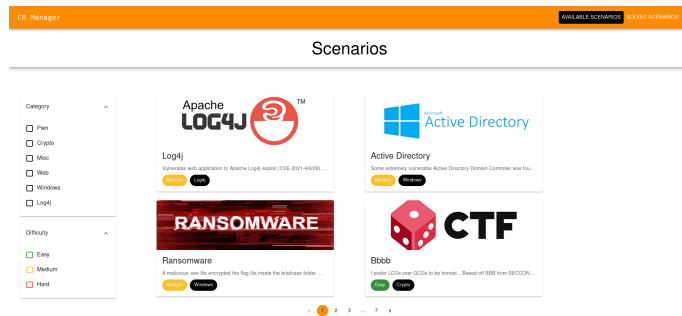 CR Manager
AVAILABLE SCENARIOS SOLVED SCENARIOS
Scenarios
Category
Pwn
Crypto
Misc
Web
Windows
Log4j
Difficulty
Easy
Medium
Hard
Apache
LOG4J
TM
Log4j
Vulnerable web application to Apache Log4j exploit (CVE-2021-44228)....
Medium Log4j
Microsoft
Active Directory
Active Directory
Some extremely vulnerable Active Directory Domain Controller was fou...
Medium Windows
RANSOMWARE
Ransomware
A malicious .exe file encrypted the flag file inside the briefcase folder. ...
Medium Windows
CTF
Bbbb
I prefer LCGs over QCGs to be honest... Based off BBB from SECCON...
Easy Crypto
‹ 1 2 3 ... 7 ›